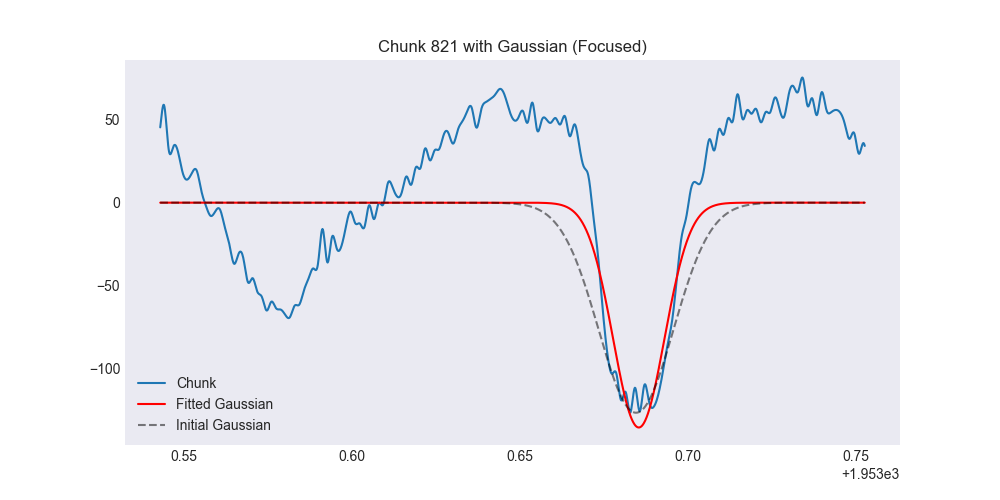 Chunk 821 with Gaussian (Focused)
50
0
−50
−100
Chunk
Fitted Gaussian
Initial Gaussian
0.55 0.60 0.65 0.70 0.75
+1.953e3